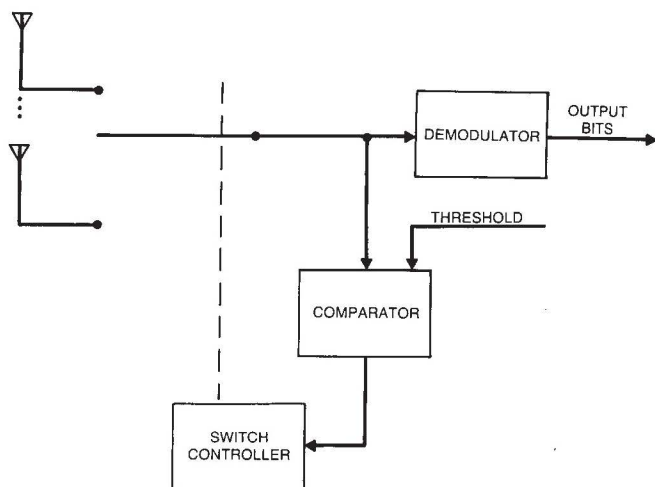 OUTPUT
BITS
DEMODULATOR
THRESHOLD
COMPARATOR
SWITCH
CONTROLLER